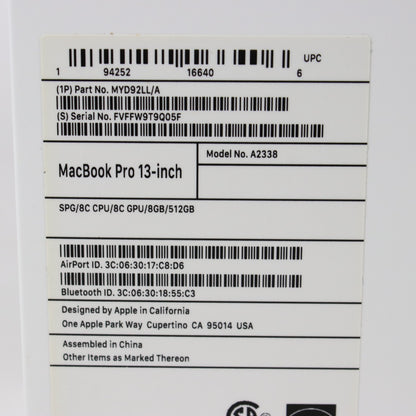 UPC
1 94252 16640 6
(1P) Part No. MYD92LL/A
(S) Serial No. FVFFW9T9Q05F
MacBook Pro 13-inch
Model No. A2338
SPG/8C CPU/8C GPU/8GB/512GB
AirPort ID. 3C:06:30:17:C8:D6
Bluetooth ID. 3C:06:30:18:55:C3
Designed by Apple in California
One Apple Park Way Cupertino CA 95014 USA
Assembled in China
Other Items as Marked Thereon